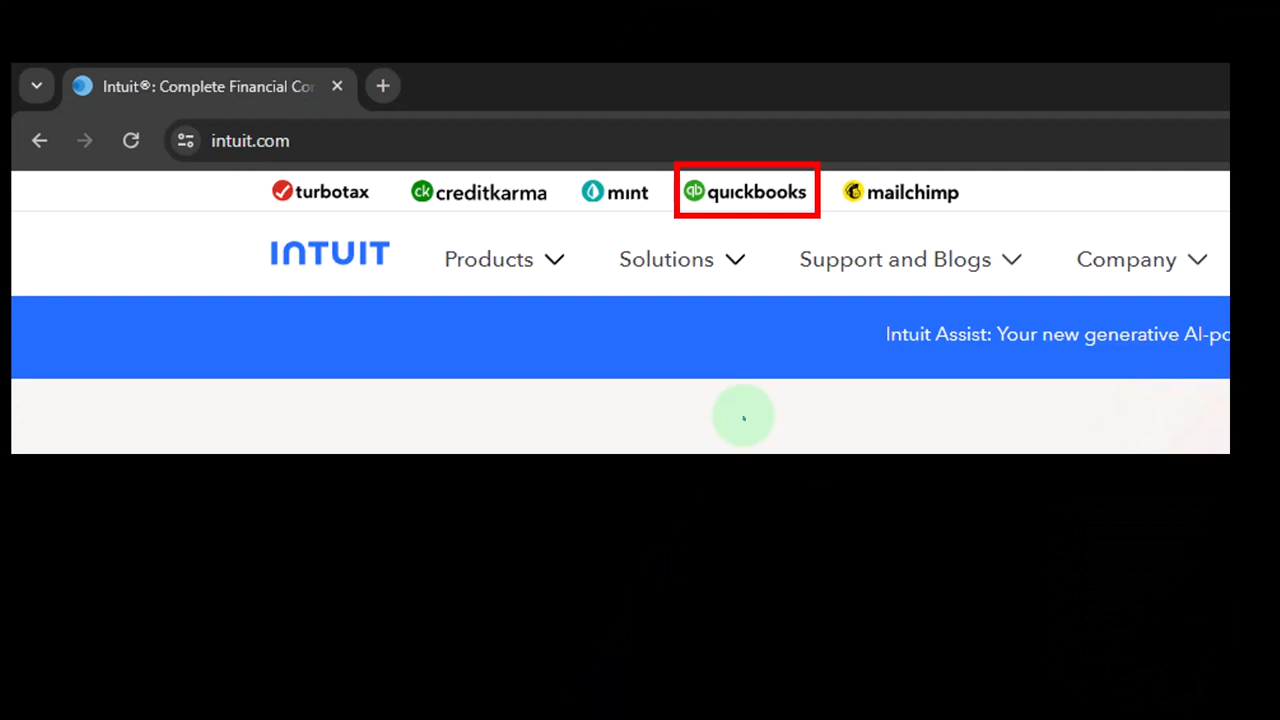 Intuit®: Complete Financial Co
intuit.com
turbotax creditkarma mint quickbooks mailchimp
INTUIT Products Solutions Support and Blogs Company
Intuit Assist: Your new generative AI-po